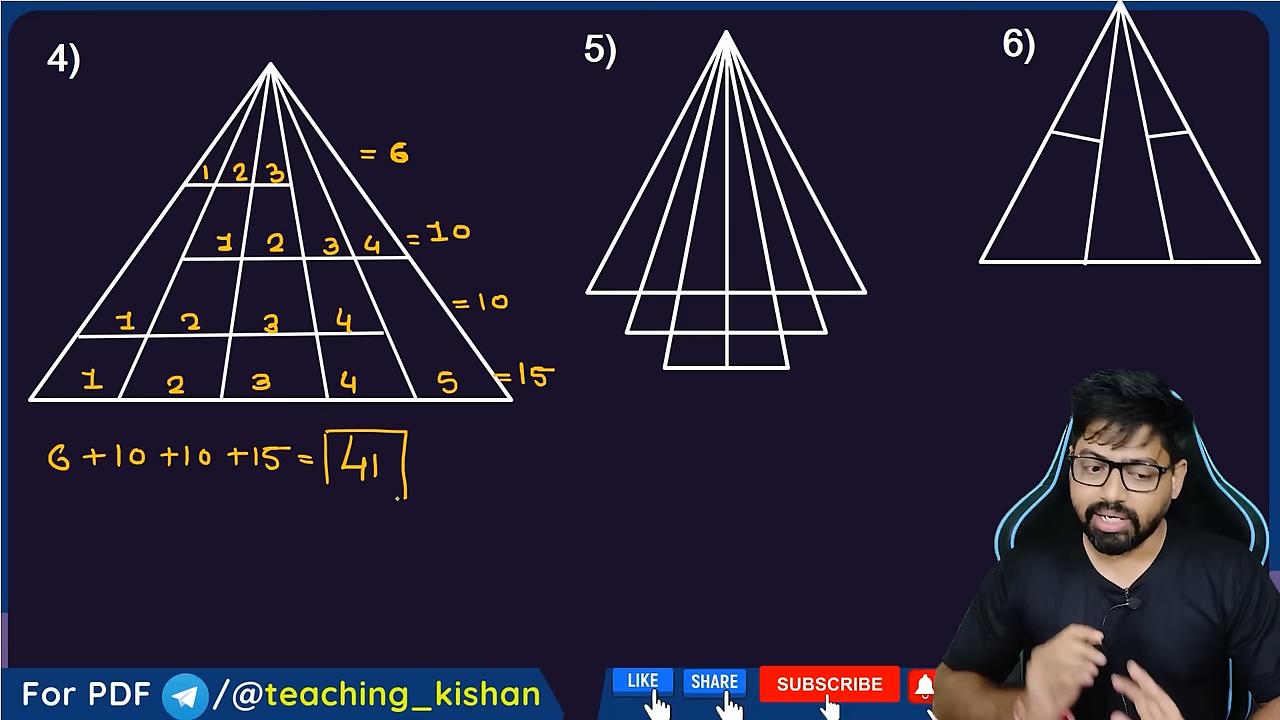 4)
5)
6)
1 2 3 = 6
1 2 3 4 = 10
1 2 3 4 = 10
1 2 3 4 5 = 15
6 + 10 + 10 + 15 = 41
For PDF /@teaching_kishan
LIKE
SHARE
SUBSCRIBE